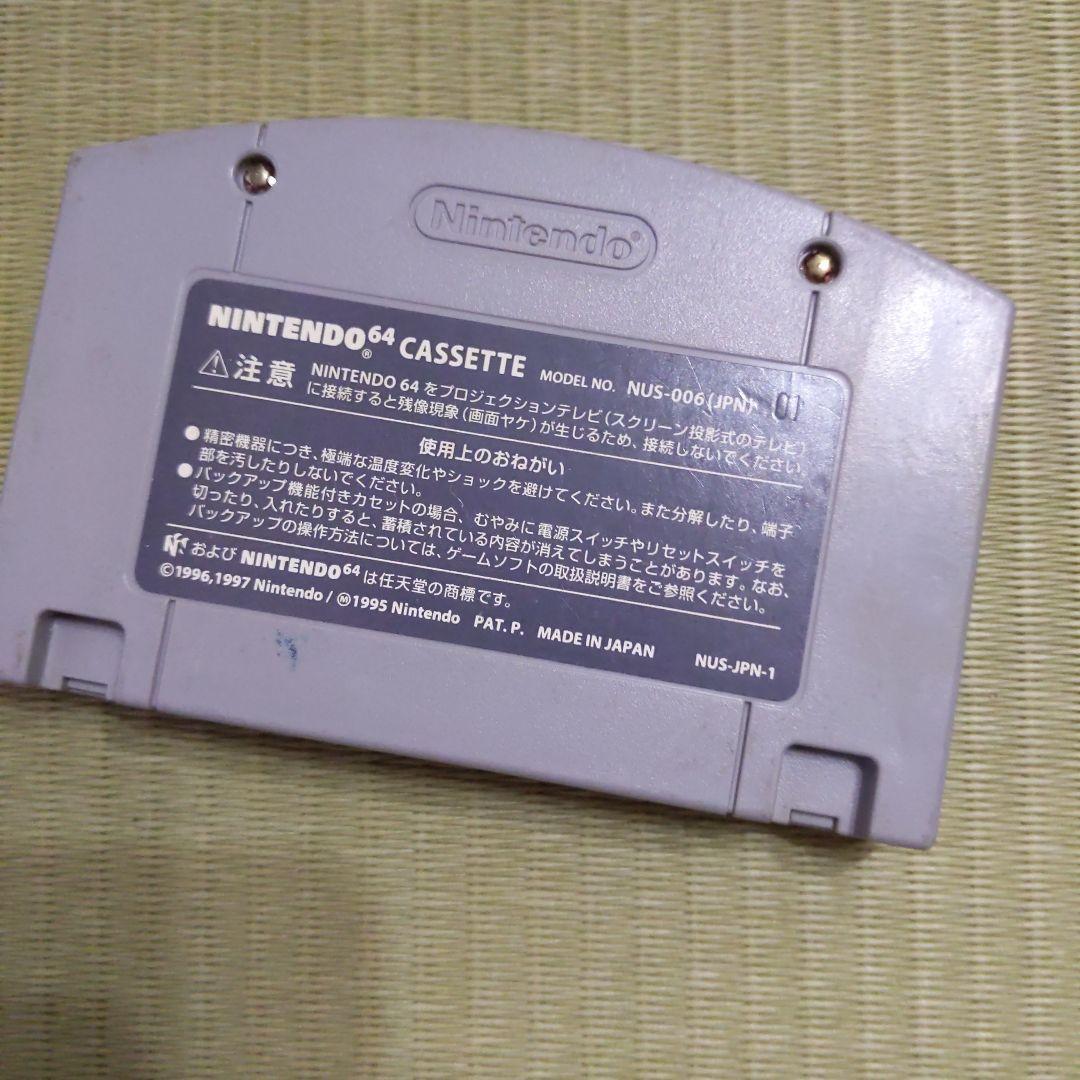 Nintendo®
NINTENDO64® CASSETTE MODEL NO. NUS-006(JPN) 01
⚠注意 NINTENDO 64 をプロジェクションテレビ(スクリーン投影式のテレビ)
に接続すると残像現象(画面ヤケ)が生じるため、接続しないでください。
使用上のおねがい
●精密機器につき、極端な温度変化やショックを避けてください。また分解したり、端子
部を汚したりしないでください。
●バックアップ機能付きカセットの場合、むやみに電源スイッチやリセットスイッチを
切ったり、入れたりすると、蓄積されている内容が消えてしまうことがあります。なお、
バックアップの操作方法については、ゲームソフトの取扱説明書をご参照ください。
および NINTENDO64 は任天堂の商標です。
©1996,1997 Nintendo / Ⓜ1995 Nintendo PAT. P. MADE IN JAPAN NUS-JPN-1